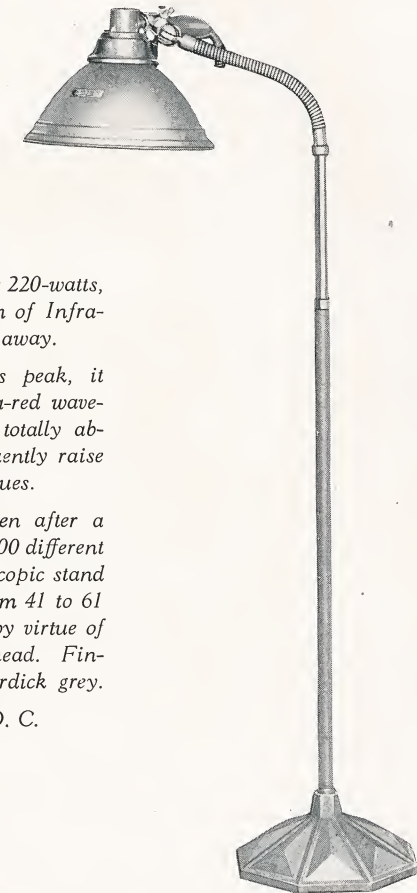 220-watts,
n of Infra-
away.
s peak, it
a-red wave-
totally ab-
uently raise
ues.
en after a
00 different
copic stand
m 41 to 61
by virtue of
ead. Fin-
rdick grey.
D. C.